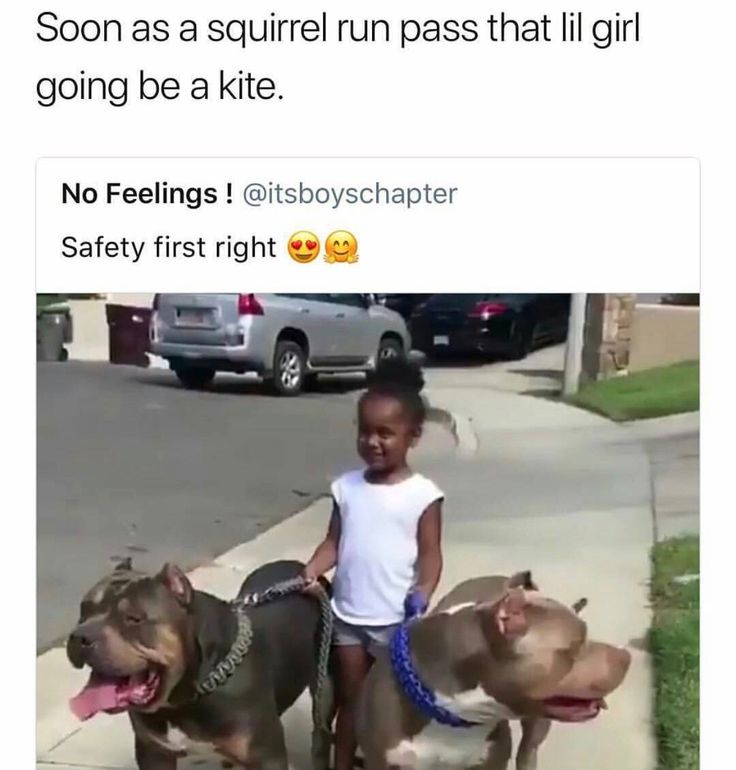 Soon as a squirrel run pass that lil girl
going be a kite.
No Feelings ! @itsboyschapter
Safety first right 😍🤗